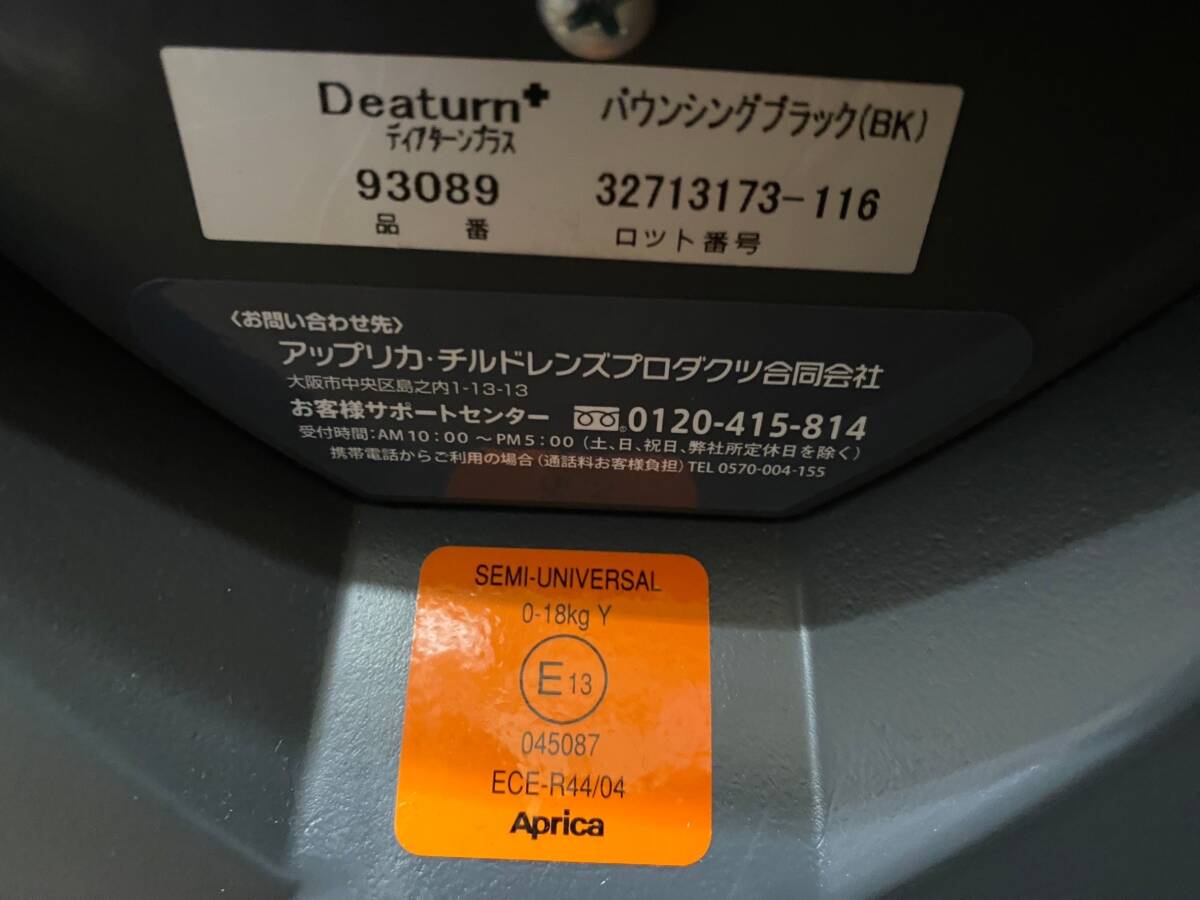 Deaturn+ バウンシングブラック(BK)
ディアターンプラス
93089 32713173-116
品 番 ロット番号
〈お問い合わせ先〉
アップリカ・チルドレンズプロダクツ合同会社
大阪市中央区島之内1-13-13
お客様サポートセンター 0120-415-814
受付時間:AM 10:00 ～ PM 5:00 (土、日、祝日、弊社所定休日を除く)
携帯電話からご利用の場合 (通話料お客様負担) TEL 0570-004-155
SEMI-UNIVERSAL
0-18kg Y
E 13
045087
ECE-R44/04
Aprica